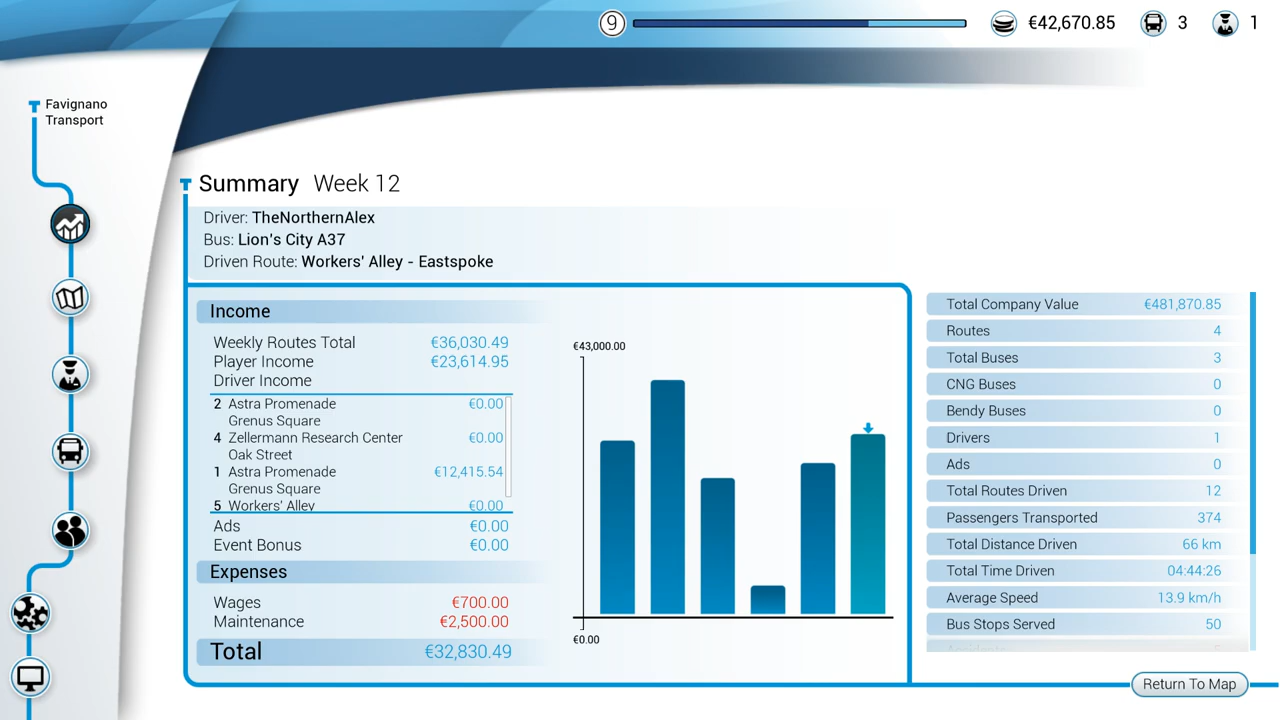 9
€42,670.85
3
1
Favignano
Transport
Summary Week 12
Driver: TheNorthernAlex
Bus: Lion's City A37
Driven Route: Workers' Alley - Eastspoke
Income
Weekly Routes Total €36,030.49
Player Income €23,614.95
Driver Income
2 Astra Promenade €0.00
Grenus Square
4 Zellermann Research Center €0.00
Oak Street
1 Astra Promenade €12,415.54
Grenus Square
5 Workers' Alley €0.00
Ads €0.00
Event Bonus €0.00
Expenses
Wages €700.00
Maintenance €2,500.00
Total €32,830.49
€43,000.00
€0.00
Total Company Value €481,870.85
Routes 4
Total Buses 3
CNG Buses 0
Bendy Buses 0
Drivers 1
Ads 0
Total Routes Driven 12
Passengers Transported 374
Total Distance Driven 66 km
Total Time Driven 04:44:26
Average Speed 13.9 km/h
Bus Stops Served 50
Return To Map